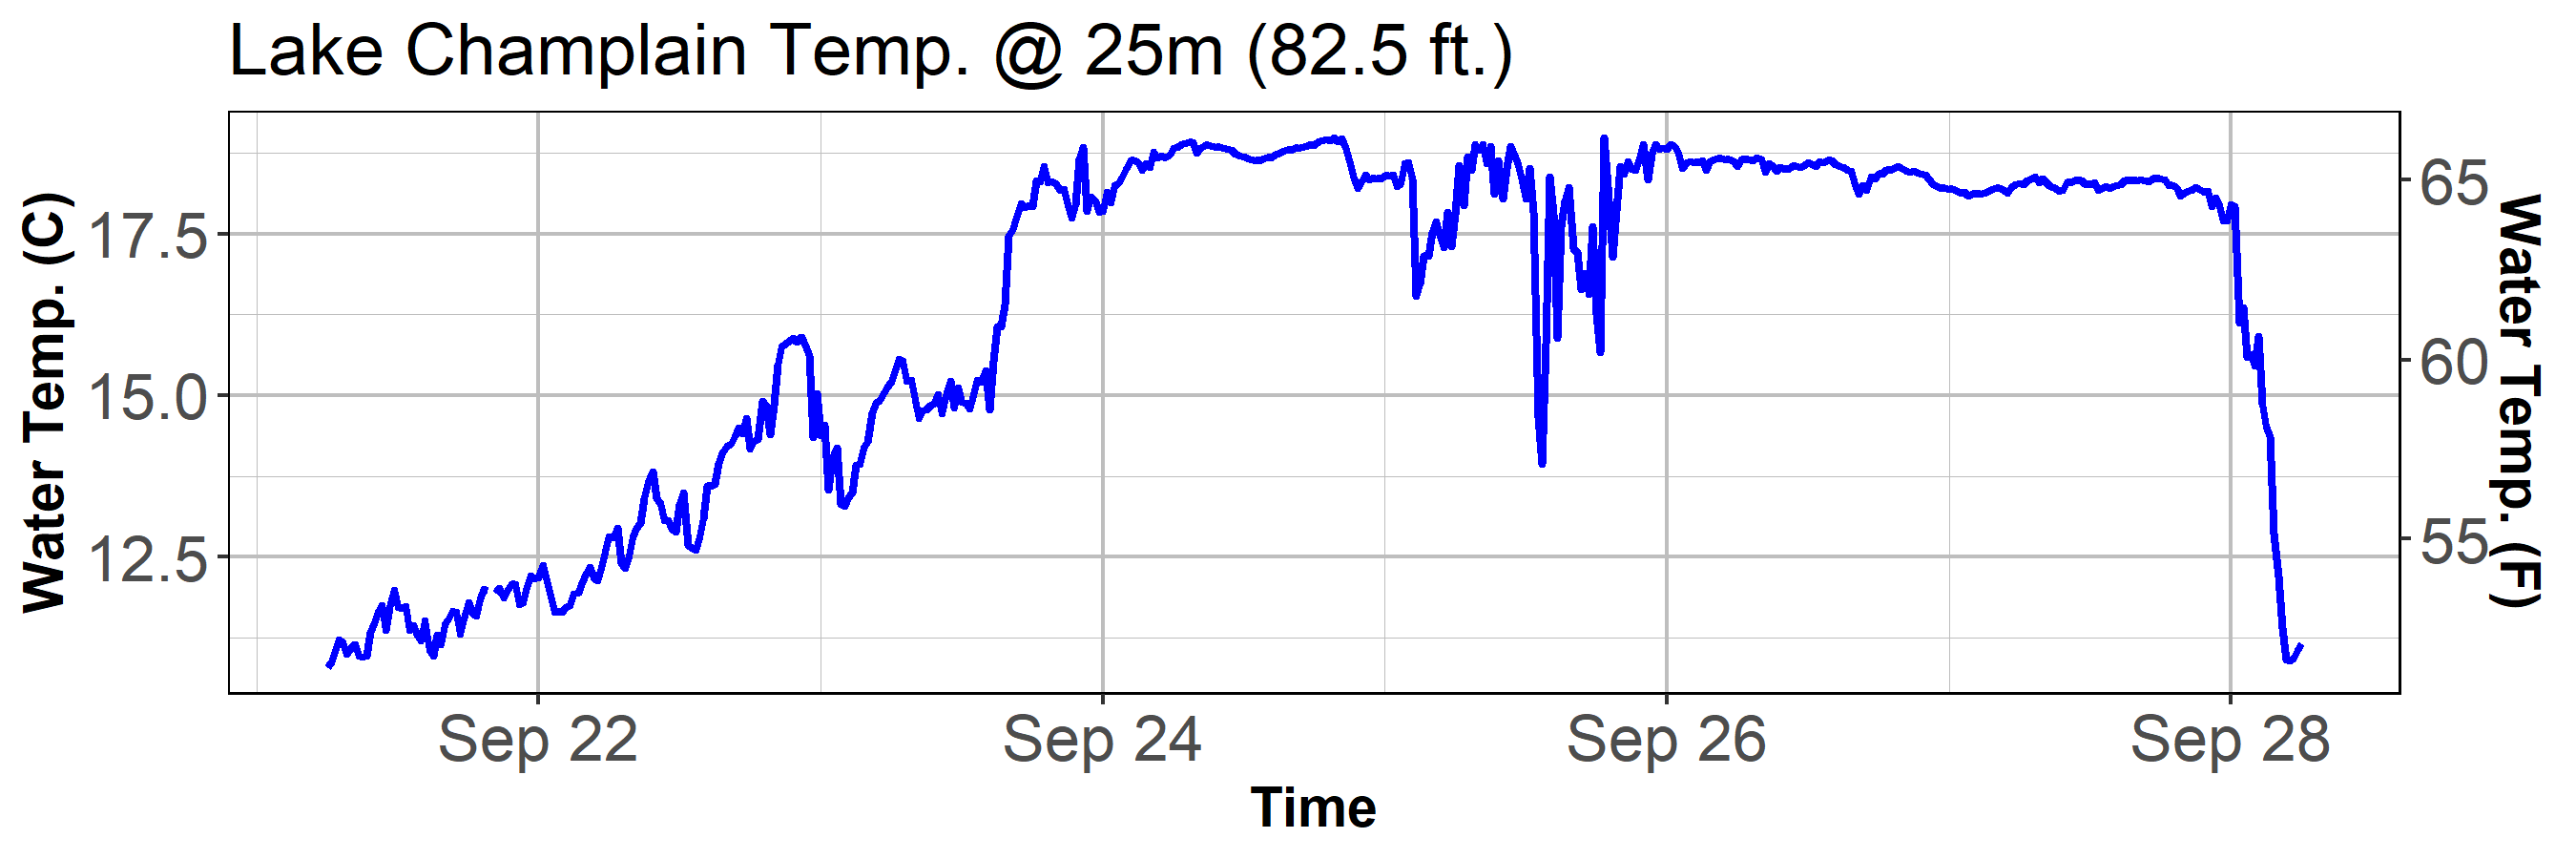 Lake Champlain Temp. @ 25m (82.5 ft.)
Water Temp. (C)
17.5
15.0
12.5
65
60
55
Water Temp. (F)
Sep 22
Sep 24
Sep 26
Sep 28
Time